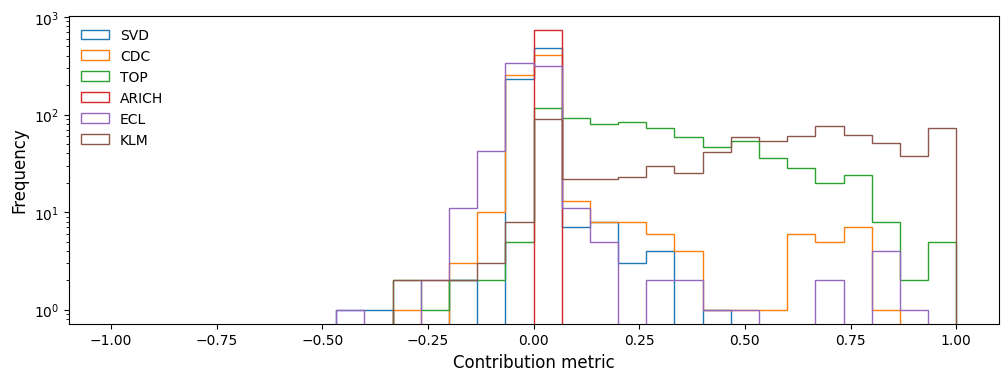 SVD
CDC
TOP
ARICH
ECL
KLM
Frequency
10³
10²
10¹
10⁰
−1.00 −0.75 −0.50 −0.25 0.00 0.25 0.50 0.75 1.00
Contribution metric